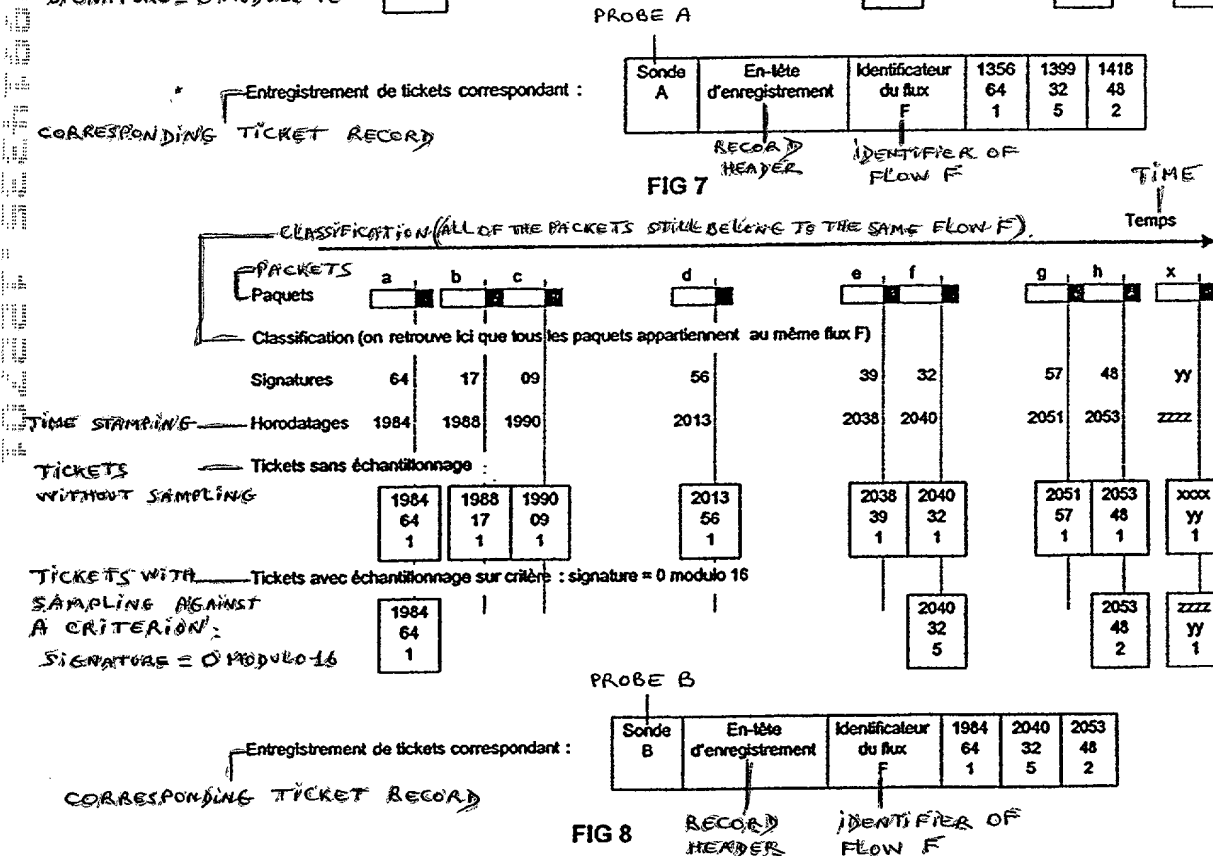 PROBE A
Sonde A
En-tête d'enregistrement
Identificateur du flux F
1356 64 1
1399 32 5
1418 48 2
Entregistrement de tickets correspondant :
CORRESPONDING TICKET RECORD
RECORD HEADER
IDENTIFIER OF FLOW F
FIG 7
TIME
Temps
CLASSIFICATION (ALL OF THE PACKETS STILL BELONG TO THE SAME FLOW F).
PACKETS
Paquets
a b c d e f g h x
Classification (on retrouve ici que tous les paquets appartiennent au même flux F)
Signatures 64 17 09 56 39 32 57 48 yy
TIME STAMPING Horodatages 1984 1988 1990 2013 2038 2040 2051 2053 zzzz
TICKETS WITHOUT SAMPLING
Tickets sans échantillonnage :
1984 1988 1990 2013 2038 2040 2051 2053 xxxx
64 17 09 56 39 32 57 48 yy
1 1 1 1 1 1 1 1 1
TICKETS WITH SAMPLING AGAINST A CRITERION:
SIGNATURE = 0 MODULO 16
Tickets avec échantillonnage sur critère : signature = 0 modulo 16
1984 2040 2053 zzzz
64 32 48 yy
1 5 2 1
PROBE B
Sonde B
En-tête d'enregistrement
Identificateur du flux F
1984 64 1
2040 32 5
2053 48 2
Entregistrement de tickets correspondant :
CORRESPONDING TICKET RECORD
RECORD HEADER
IDENTIFIER OF FLOW F
FIG 8